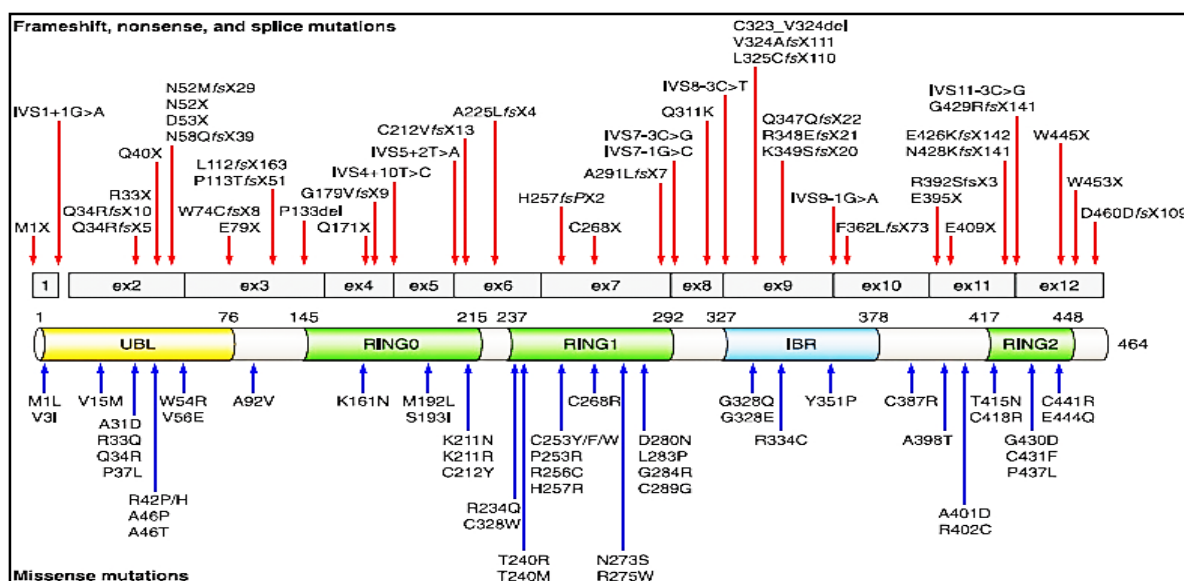 Frameshift, nonsense, and splice mutations
C323_V324del
V324AfsX111
L325CfsX110
IVS1+1G>A
N52MfsX29
N52X
D53X
N58QfsX39
A225LfsX4
IVS8-3C>T
IVS11-3C>G
G429RfsX141
Q40X
C212VfsX13
IVS5+2T>A
IVS4+10T>C
Q311K
IVS7-3C>G
IVS7-1G>C
Q347QfsX22
R348EfsX21
K349SfsX20
E426KfsX142
N428KfsX141
W445X
L112fsX163
P113TfsX51
A291LfsX7
R33X
Q34RfsX10
Q34RfsX5
G179VfsX9
H257fsPX2
IVS9-1G>A
R392SfsX3
E395X
W453X
M1X
W74CfsX8
E79X
P133del
Q171X
C268X
F362LfsX73
E409X
D460DfsX109
1 ex2 ex3 ex4 ex5 ex6 ex7 ex8 ex9 ex10 ex11 ex12
1 76 145 215 237 292 327 378 417 448
UBL RING0 RING1 IBR RING2 464
M1L
V3I
V15M
W54R
V56E
A92V
K161N
M192L
S193I
C268R
G328Q
G328E
Y351P
C387R
T415N
C418R
C441R
E444Q
A31D
R33Q
Q34R
P37L
K211N
K211R
C212Y
C253Y/F/W
P253R
R256C
H257R
D280N
L283P
G284R
C289G
R334C
A398T
G430D
C431F
P437L
R42P/H
A46P
A46T
R234Q
C328W
A401D
R402C
T240R
T240M
N273S
R275W
Missense mutations